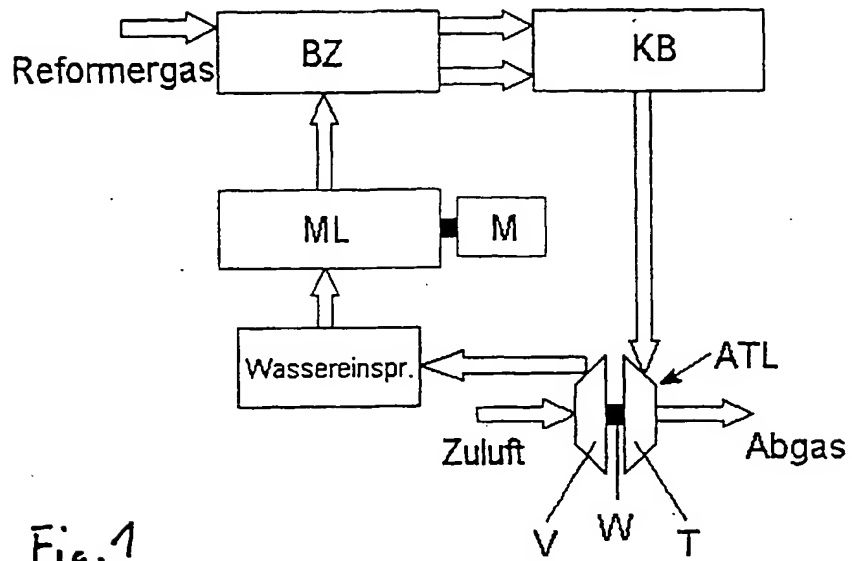 Reformergas
BZ
KB
ML
M
Wassereinspr.
ATL
Zuluft
Abgas
V
W
T
Fig.1